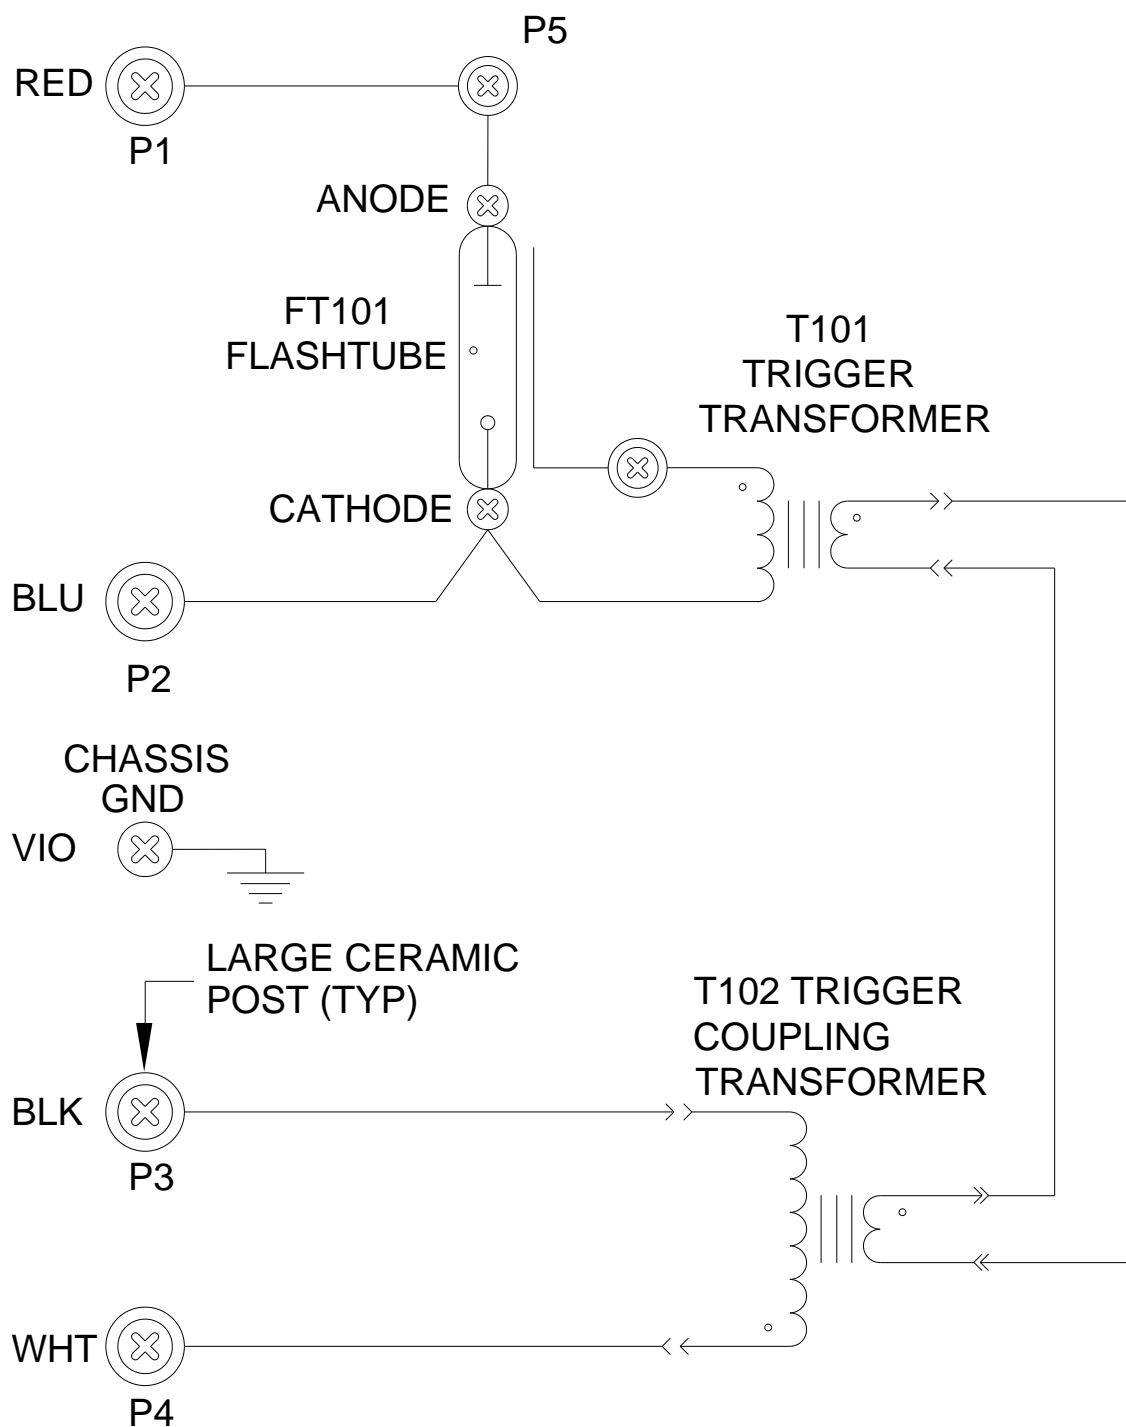 P5
RED
P1
ANODE
FT101
FLASHTUBE
T101
TRIGGER
TRANSFORMER
CATHODE
BLU
P2
CHASSIS
GND
VIO
LARGE CERAMIC
POST (TYP)
T102 TRIGGER
COUPLING
TRANSFORMER
BLK
P3
WHT
P4